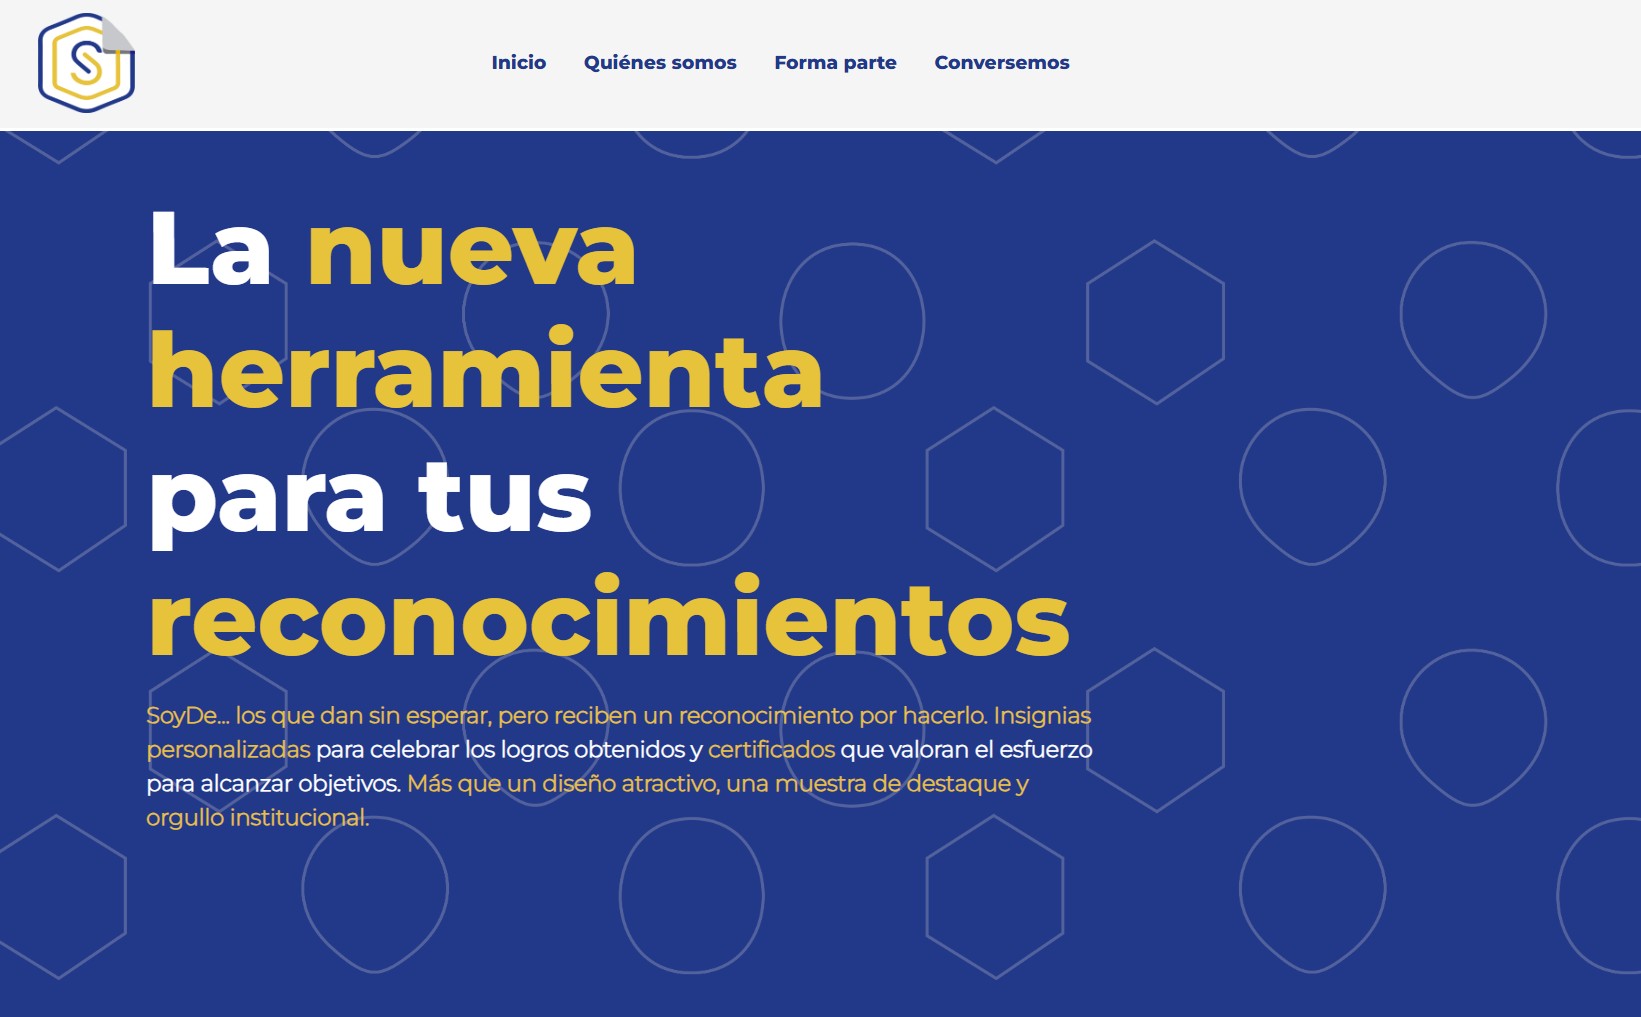 S
Inicio Quiénes somos Forma parte Conversemos
La nueva
herramienta
para tus
reconocimientos
SoyDe... los que dan sin esperar, pero reciben un reconocimiento por hacerlo. Insignias
personalizadas para celebrar los logros obtenidos y certificados que valoran el esfuerzo
para alcanzar objetivos. Más que un diseño atractivo, una muestra de destaque y
orgullo institucional.